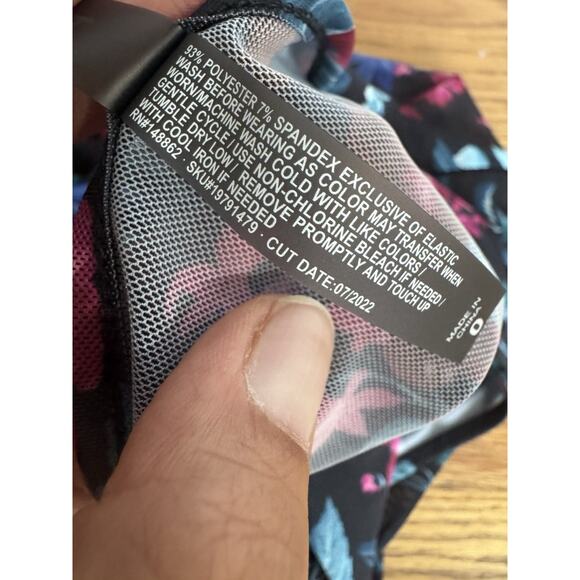 93% POLYESTER 7% SPANDEX EXCLUSIVE OF ELASTIC
WASH BEFORE WEARING AS COLOR MAY TRANSFER WHEN
WORN/MACHINE WASH COLD WITH LIKE COLORS
GENTLE CYCLE/USE NON-CHLORINE BLEACH IF NEEDED/
TUMBLE DRY LOW / REMOVE PROMPTLY AND TOUCH UP
WITH COOL IRON IF NEEDED
RN#148862 · SKU#19791479 · CUT DATE:07/2022
MADE IN
CHINA
0